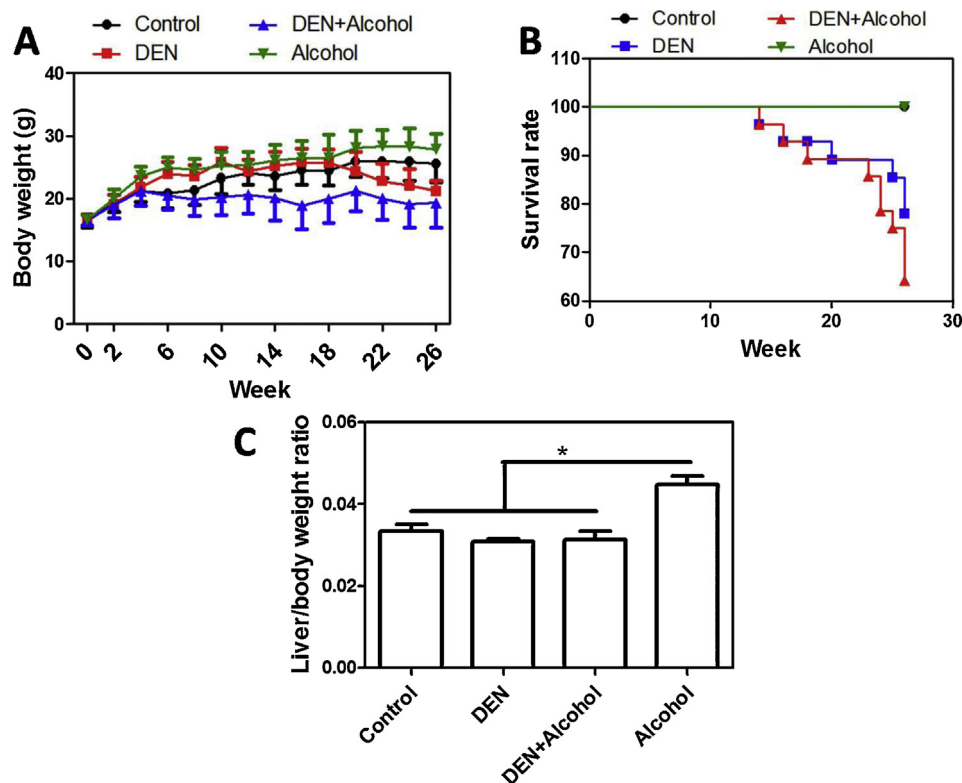 A
Control
DEN+Alcohol
DEN
Alcohol
Body weight (g)
40
30
20
10
0
0 2 6 10 14 18 22 26
Week
B
Control
DEN+Alcohol
DEN
Alcohol
Survival rate
110
100
90
80
70
60
0 10 20 30
Week
C
Liver/body weight ratio
0.06
0.04
0.02
0.00
*
Control
DEN
DEN+Alcohol
Alcohol